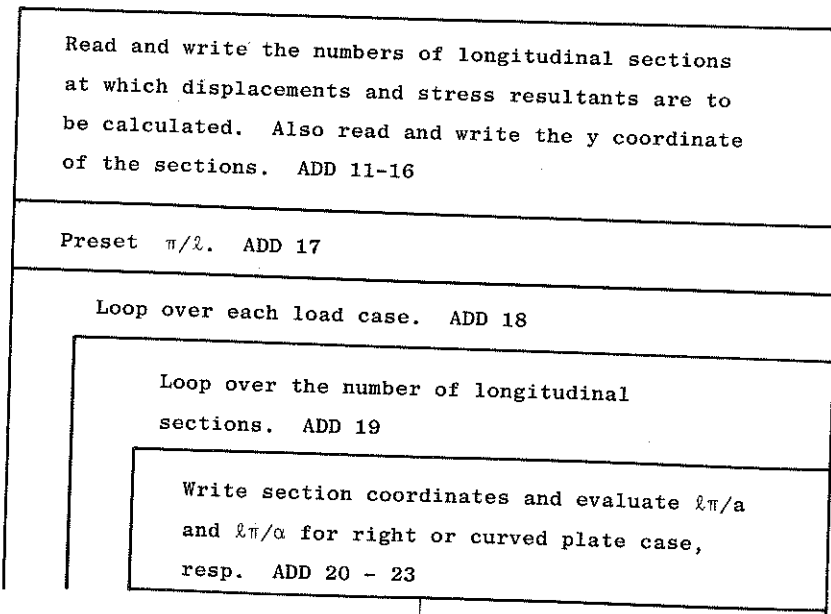 Read and write the numbers of longitudinal sections
at which displacements and stress resultants are to
be calculated. Also read and write the y coordinate
of the sections. ADD 11-16
Preset π/ℓ. ADD 17
Loop over each load case. ADD 18
Loop over the number of longitudinal
sections. ADD 19
Write section coordinates and evaluate ℓπ/a
and ℓπ/α for right or curved plate case,
resp. ADD 20 - 23